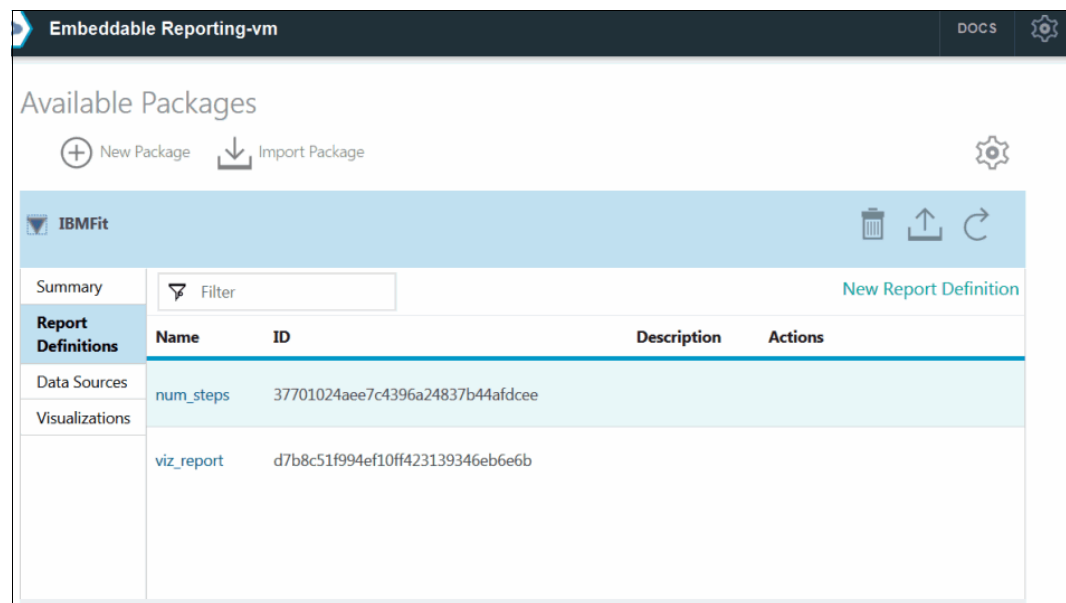 Embeddable Reporting-vm DOCS
Available Packages
New Package Import Package
IBMFit
Summary
Filter
New Report Definition
Report
Definitions
Name ID Description Actions
Data Sources
Visualizations
num_steps 37701024aee7c4396a24837b44afdcee
viz_report d7b8c51f994ef10ff423139346eb6e6b